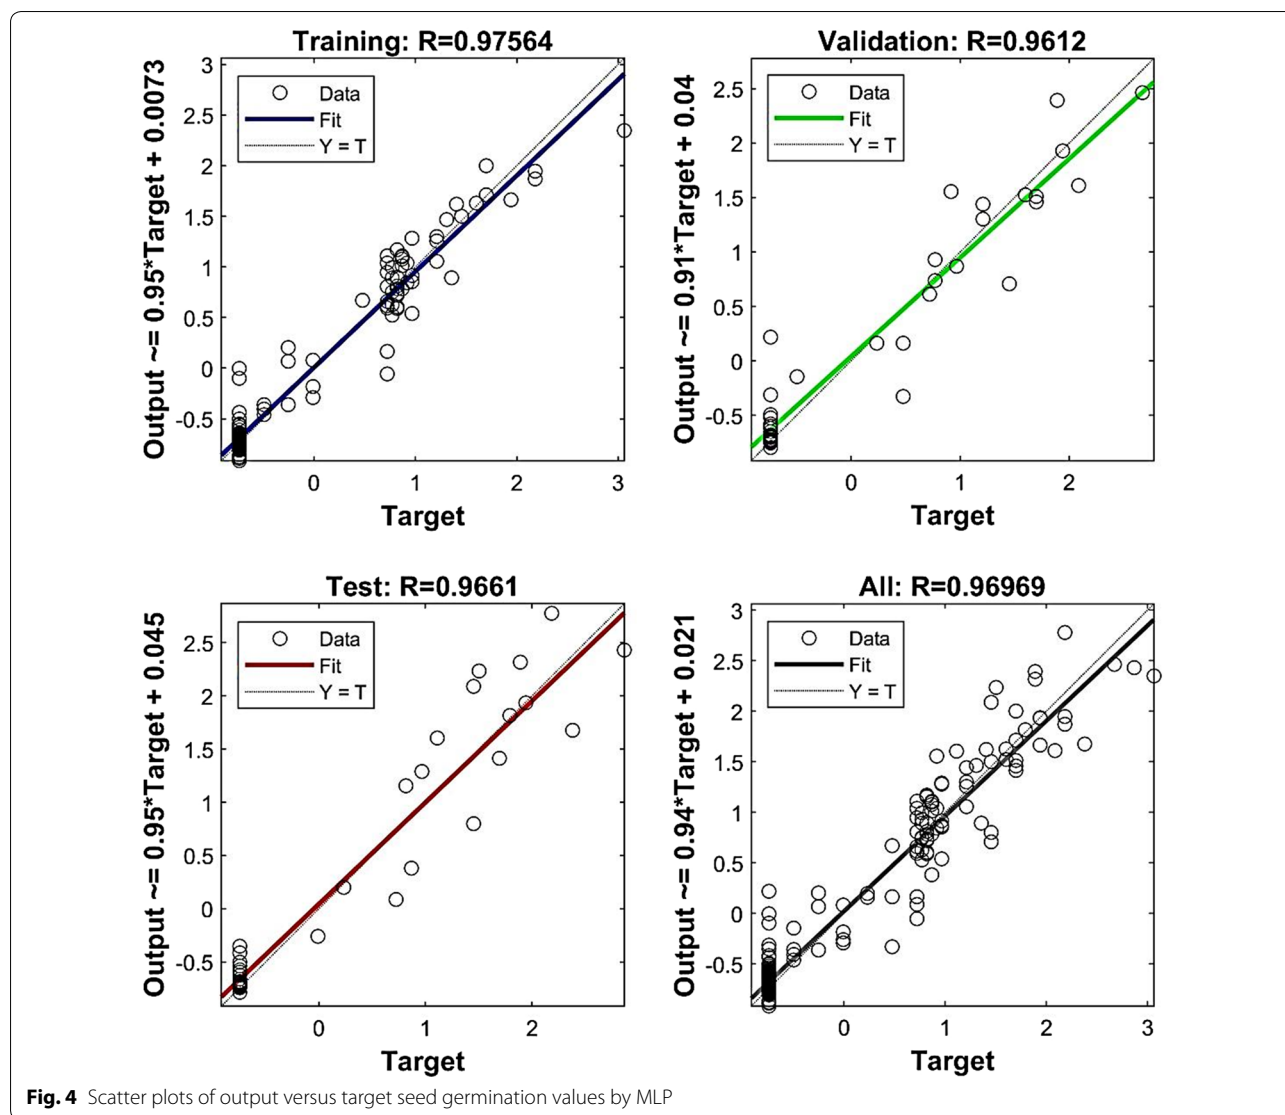 Training: R=0.97564
Output ~= 0.95*Target + 0.0073
3
2.5
2
1.5
1
0.5
0
-0.5
Data
Fit
Y = T
0 1 2 3
Target
Validation: R=0.9612
Output ~= 0.91*Target + 0.04
2.5
2
1.5
1
0.5
0
-0.5
Data
Fit
Y = T
0 1 2
Target
Test: R=0.9661
Output ~= 0.95*Target + 0.045
2.5
2
1.5
1
0.5
0
-0.5
Data
Fit
Y = T
0 1 2
Target
All: R=0.96969
Output ~= 0.94*Target + 0.021
3
2.5
2
1.5
1
0.5
0
-0.5
Data
Fit
Y = T
0 1 2 3
Target
Fig. 4 Scatter plots of output versus target seed germination values by MLP